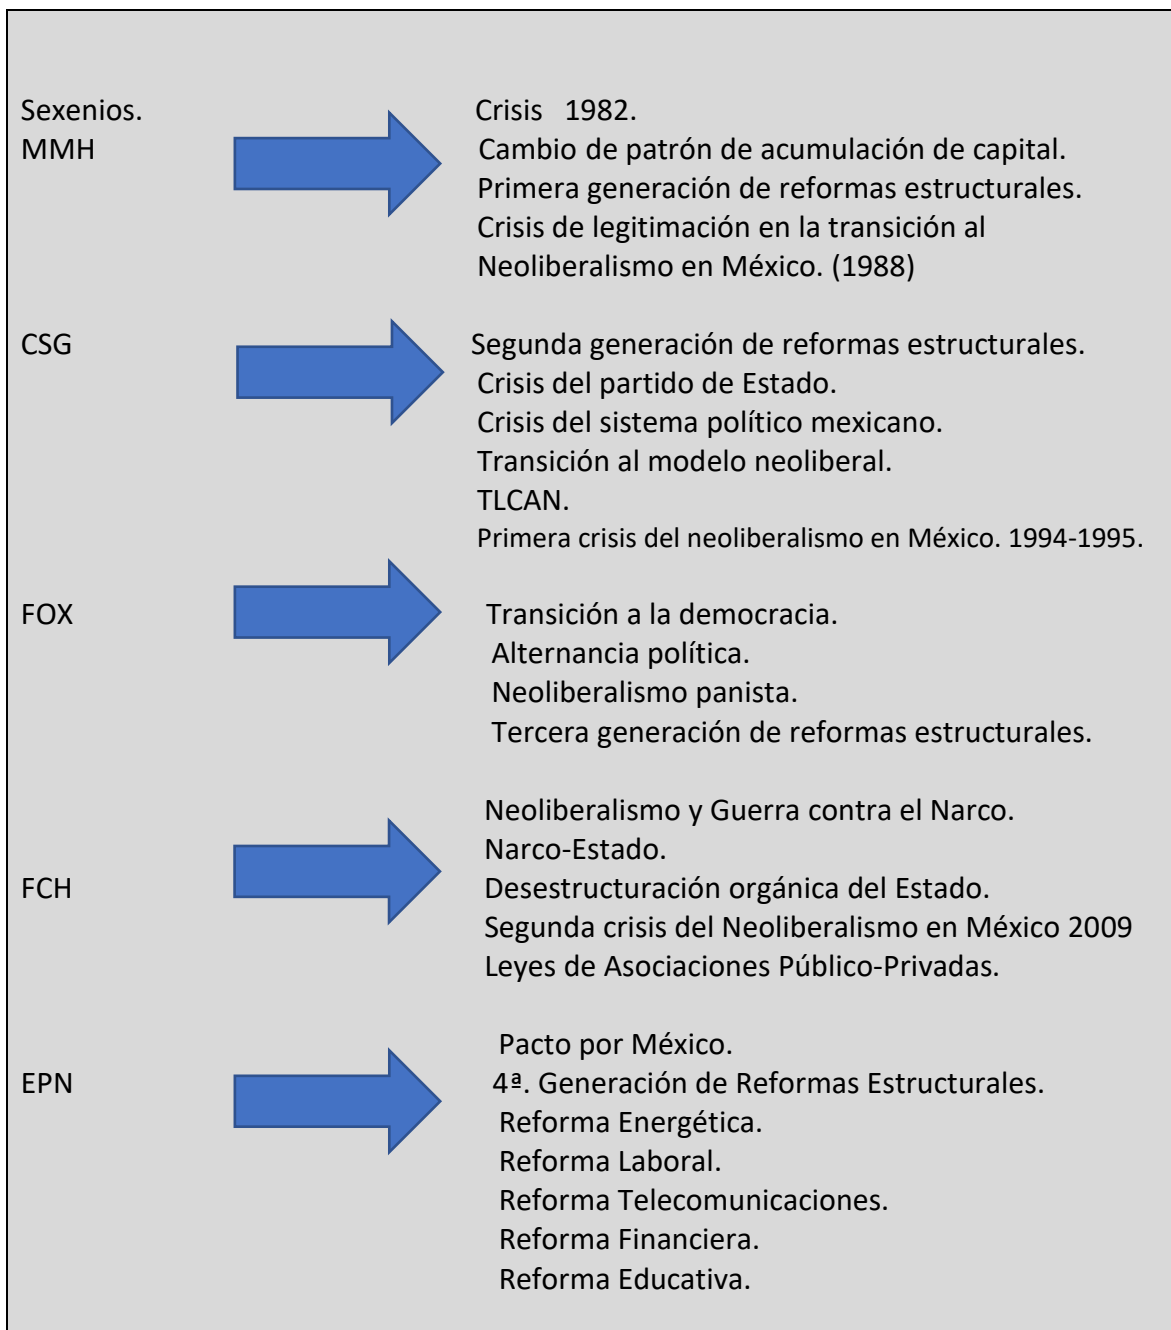 Sexenios. Crisis 1982.
MMH Cambio de patrón de acumulación de capital.
Primera generación de reformas estructurales.
Crisis de legitimación en la transición al
Neoliberalismo en México. (1988)
CSG Segunda generación de reformas estructurales.
Crisis del partido de Estado.
Crisis del sistema político mexicano.
Transición al modelo neoliberal.
TLCAN.
Primera crisis del neoliberalismo en México. 1994-1995.
FOX Transición a la democracia.
Alternancia política.
Neoliberalismo panista.
Tercera generación de reformas estructurales.
Neoliberalismo y Guerra contra el Narco.
Narco-Estado.
FCH Desestructuración orgánica del Estado.
Segunda crisis del Neoliberalismo en México 2009
Leyes de Asociaciones Público-Privadas.
Pacto por México.
EPN 4ª. Generación de Reformas Estructurales.
Reforma Energética.
Reforma Laboral.
Reforma Telecomunicaciones.
Reforma Financiera.
Reforma Educativa.